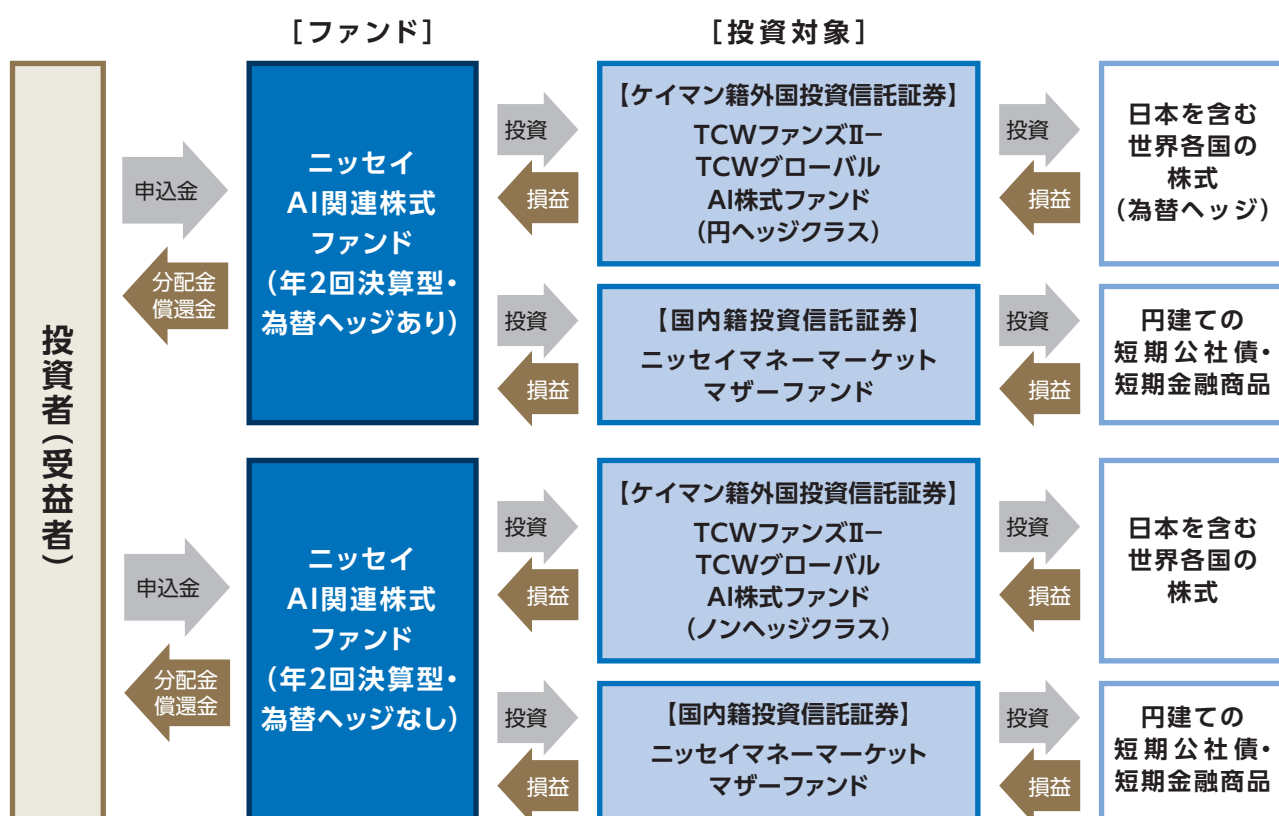 ［ファンド］
［投資対象］
投資者（受益者）
申込金
分配金
償還金
ニッセイ
AI関連株式
ファンド
（年2回決算型・
為替ヘッジあり）
投資
損益
【ケイマン籍外国投資信託証券】
TCWファンズⅡー
TCWグローバル
AI株式ファンド
（円ヘッジクラス）
投資
損益
日本を含む
世界各国の
株式
（為替ヘッジ）
投資
損益
【国内籍投資信託証券】
ニッセイマネーマーケット
マザーファンド
投資
損益
円建ての
短期公社債・
短期金融商品
申込金
分配金
償還金
ニッセイ
AI関連株式
ファンド
（年2回決算型・
為替ヘッジなし）
投資
損益
【ケイマン籍外国投資信託証券】
TCWファンズⅡー
TCWグローバル
AI株式ファンド
（ノンヘッジクラス）
投資
損益
日本を含む
世界各国の
株式
投資
損益
【国内籍投資信託証券】
ニッセイマネーマーケット
マザーファンド
投資
損益
円建ての
短期公社債・
短期金融商品